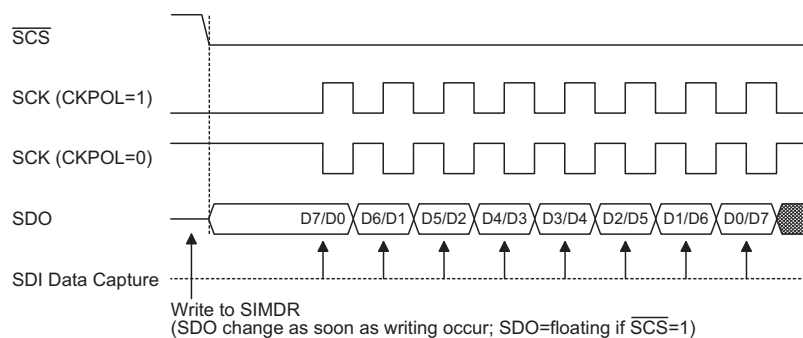 SCS
SCK (CKPOL=1)
SCK (CKPOL=0)
SDO D7/D0 D6/D1 D5/D2 D4/D3 D3/D4 D2/D5 D1/D6 D0/D7
SDI Data Capture
Write to SIMDR
(SDO change as soon as writing occur; SDO=floating if SCS=1)